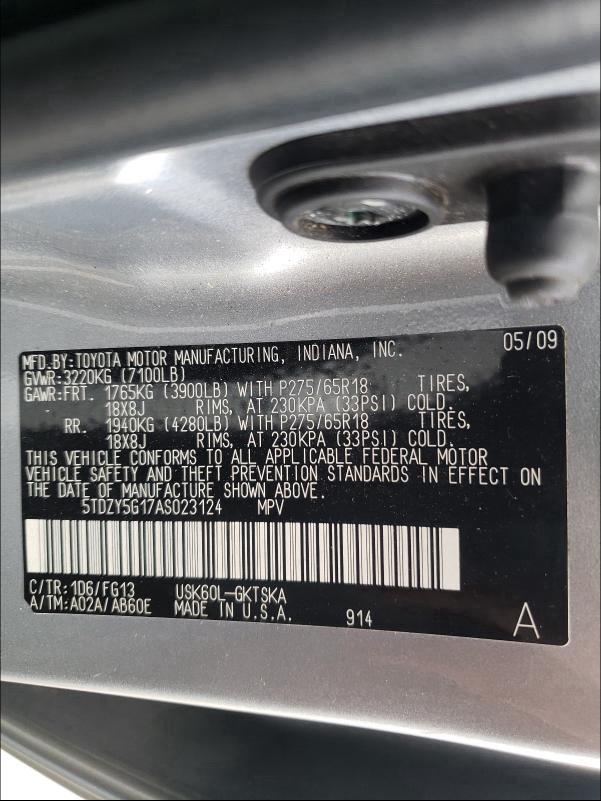 05/09
MFD.BY:TOYOTA MOTOR MANUFACTURING, INDIANA, INC.
GVWR:3220KG (7100LB)
GAWR:FRT. 1765KG (3900LB) WITH P275/65R18 TIRES,
18X8J RIMS, AT 230KPA (33PSI) COLD.
RR. 1940KG (4280LB) WITH P275/65R18 TIRES,
18X8J RIMS, AT 230KPA (33PSI) COLD.
THIS VEHICLE CONFORMS TO ALL APPLICABLE FEDERAL MOTOR
VEHICLE SAFETY AND THEFT PREVENTION STANDARDS IN EFFECT ON
THE DATE OF MANUFACTURE SHOWN ABOVE.
5TDZY5G17AS023124 MPV
C/TR:1D6/FG13 USK60L-GKTSKA
A/TM:A02A/AB60E MADE IN U.S.A. 914 A